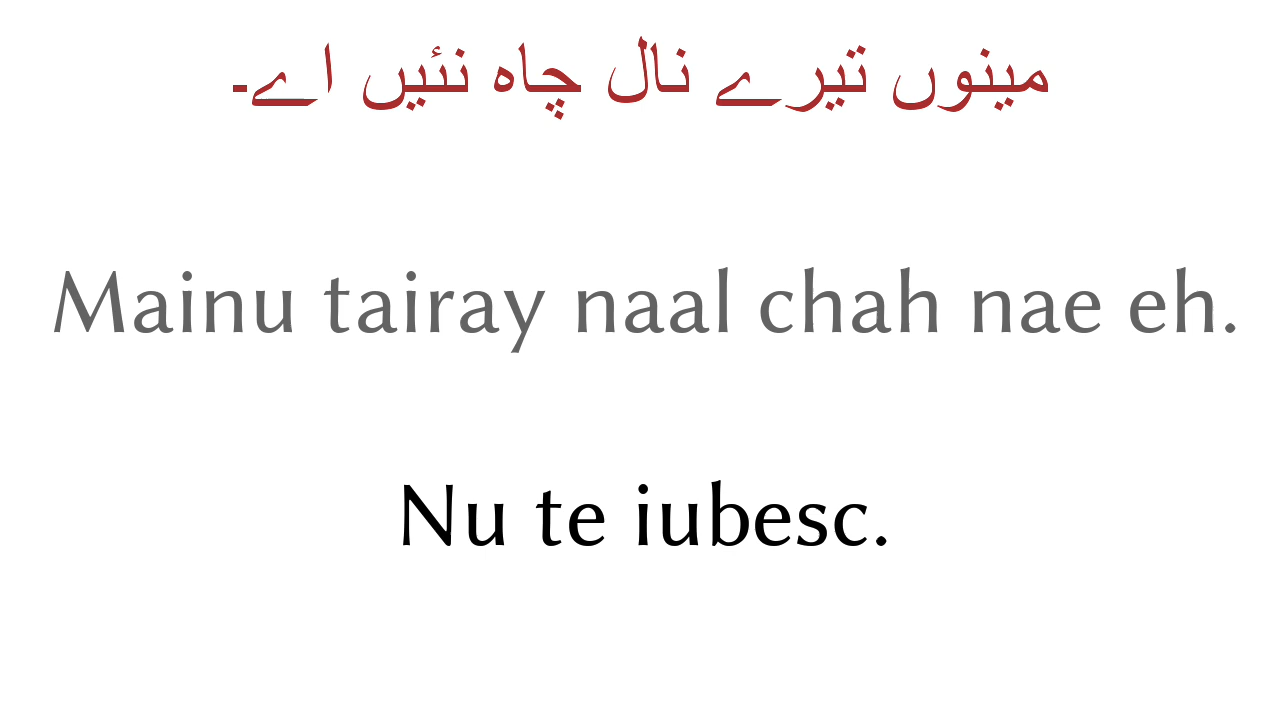 مینوں تیرے نال چاہ نئیں اے۔
Mainu tairay naal chah nae eh.
Nu te iubesc.